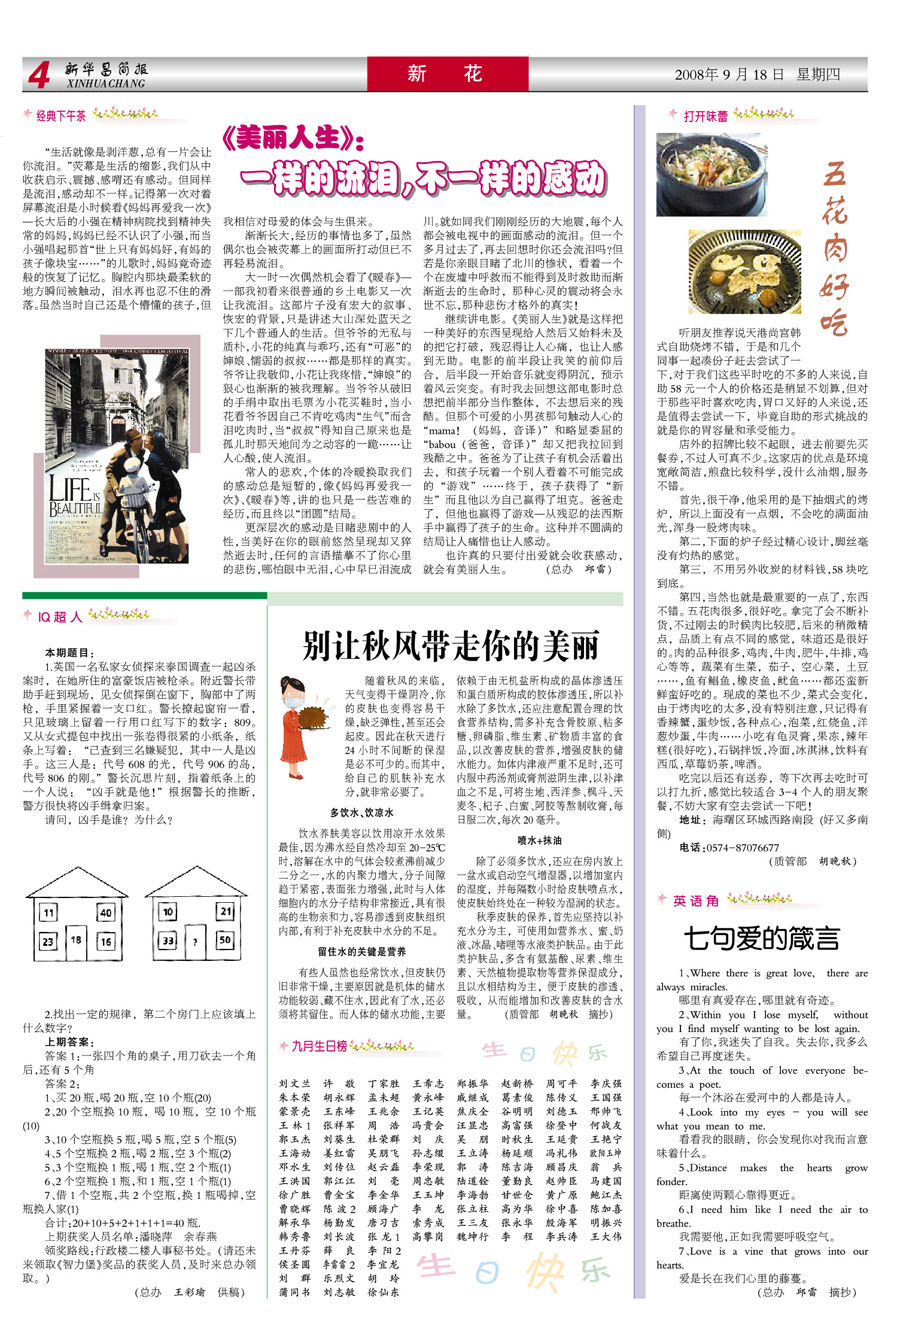 4 新华昌简报
XINHUACHANG
新 花
2008年 9 月 18 日 星期四
经典下午茶
《美丽人生》:
一样的流泪,不一样的感动
“生活就像是剥洋葱,总有一片会让
你流泪。”荧幕是生活的缩影,我们从中
收获启示、震撼、感喟还有感动。但同样
是流泪,感动却不一样。记得第一次对着
屏幕流泪是小时候看《妈妈再爱我一次》
—长大后的小强在精神病院找到精神失
常的妈妈,妈妈已经不认识了小强,而当
小强唱起那首“世上只有妈妈好,有妈的
孩子像块宝……”的儿歌时,妈妈竟奇迹
般的恢复了记忆。胸腔内那块最柔软的
地方瞬间被触动，泪水再也忍不住的滑
落。虽然当时自己还是个懵懂的孩子,但
LIFE IS
BEAUTIFUL
我相信对母爱的体会与生俱来。
渐渐长大,经历的事情也多了,虽然
偶尔也会被荧幕上的画面所打动但已不
再轻易流泪。
大一时一次偶然机会看了《暖春》—
一部我初看来很普通的乡土电影又一次
让我流泪。这部片子没有宏大的叙事、
恢宏的背景,只是讲述大山深处蓝天之
下几个普通人的生活。但爷爷的无私与
质朴,小花的纯真与乖巧,还有“可恶”的
婶娘、懦弱的叔叔……都是那样的真实。
爷爷让我敬仰,小花让我疼惜,“婶娘”的
狠心也渐渐的被我理解。当爷爷从破旧
的手绢中取出毛票为小花买鞋时,当小
花看爷爷因自己不肯吃鸡肉“生气”而含
泪吃肉时,当“叔叔”得知自己原来也是
孤儿时那天地间为之动容的一跪……让
人心酸,使人流泪。
常人的悲欢,个体的冷暖换取我们
的感动总是短暂的,像《妈妈再爱我一
次》、《暖春》等,讲的也只是一些苦难的
经历,而且终以“团圆”结局。
更深层次的感动是目睹悲剧中的人
性,当美好在你的眼前悠然呈现却又猝
然逝去时,任何的言语描摹不了你心里
的悲伤,哪怕眼中无泪,心中早已泪流成
川。就如同我们刚刚经历的大地震,每个人
都会被电视中的画面感动的流泪。但一个
多月过去了,再去回想时你还会流泪吗?但
若是你亲眼目睹了北川的惨状，看着一个
个在废墟中呼救而不能得到及时救助而渐
渐逝去的生命时，那种心灵的震动将会永
世不忘,那种悲伤才格外的真实!
继续讲电影。《美丽人生》就是这样把
一种美好的东西呈现给人然后又始料未及
的把它打破，残忍得让人心痛，也让人感
到无助。电影的前半段让我笑的前仰后
合，后半段一开始音乐就变得阴沉，预示
着风云突变。有时我去回想这部电影时总
想把前半部分当作整体，不去想后来的残
酷。但那个可爱的小男孩那句触动人心的
“mama！（妈妈，音译）” 和略显委屈的
“babou（爸爸，音译）” 却又把我拉回到
残酷之中。爸爸为了让孩子有机会活着出
去，和孩子玩着一个别人看着不可能完成
的“游戏”……终于，孩子获得了“新
生”而且他以为自己赢得了坦克。爸爸走
了，但他也赢得了游戏—从残忍的法西斯
手中赢得了孩子的生命。这种并不圆满的
结局让人痛惜也让人感动。
也许真的只要付出爱就会收获感动，
就会有美丽人生。 (总办 邱雷)
打开味蕾
五花肉好吃
听朋友推荐说天港尚宫韩
式自助烧烤不错，于是和几个
同事一起凑份子赶去尝试了一
下,对于我们这些平时吃的不多的人来说,自
助 58 元一个人的价格还是稍显不划算,但对
于那些平时喜欢吃肉,胃口又好的人来说,还
是值得去尝试一下，毕竟自助的形式挑战的
就是你的胃容量和承受能力。
店外的招牌比较不起眼，进去前要先买
餐券,不过人可真不少。这家店的优点是环境
宽敞简洁,煎盘比较科学,没什么油烟,服务
不错。
首先,很干净,他采用的是下抽烟式的烤
炉，所以上面没有一点烟，不会吃的满面油
光,浑身一股烤肉味。
第二,下面的炉子经过精心设计,脚丝毫
没有灼热的感觉。
第三，不用另外收炭的材料钱,58 块吃
到底。
第四,当然也就是最重要的一点了,东西
不错。五花肉很多,很好吃。拿完了会不断补
货,不过刚去的时候肉比较肥,后来的稍微精
点，品质上有点不同的感觉，味道还是很好
的。肉的品种很多,鸡肉,牛肉,肥牛,牛排,鸡
心等等，蔬菜有生菜，茄子，空心菜，土豆
……,鱼有鲳鱼,橡皮鱼,鱿鱼……都还蛮新
鲜蛮好吃的。现成的菜也不少,菜式会变化,
由于烤肉吃的太多,没有特别注意,只记得有
香辣蟹,蛋炒饭,各种点心,泡菜,红烧鱼,洋
葱炒蛋,牛肉……小吃有龟灵膏,果冻,辣年
糕(很好吃),石锅拌饭,冷面,冰淇淋,饮料有
西瓜,草莓奶茶,啤酒。
吃完以后还有送券，等下次再去吃时可
以打九折,感觉比较适合 3-4 个人的朋友聚
餐,不妨大家有空去尝试一下吧!
地址：海曙区环城西路南段 (好又多南
侧)
电话:0574-87076677
(质管部 胡晚秋)
IQ 超 人
本期题目：
1.英国一名私家女侦探来泰国调查一起凶杀
案时，在她所住的富豪饭店被枪杀。附近警长带
助手赶到现场，见女侦探倒在窗下，胸部中了两
枪，手里紧握着一支口红。警长撩起窗帘一看，
只见玻璃上留着一行用口红写下的数字：809。
又从女式提包中找出一张卷得很紧的小纸条，纸
条上写着：“已查到三名嫌疑犯，其中一人是凶
手。这三人是：代号 608 的光，代号 906 的岛，
代号 806 的刚。”警长沉思片刻，指着纸条上的
一个人说：“凶手就是他!”根据警长的推断，
警方很快将凶手缉拿归案。
请问，凶手是谁？为什么？
11 40
23 18 16
10 21
33 ? 50
2.找出一定的规律，第二个房门上应该填上
什么数字？
上期答案：
答案 1:一张四个角的桌子,用刀砍去一个角
后,还有 5 个角
答案 2：
1、买 20 瓶,喝 20 瓶,空 10 个瓶(20)
2、20 个空瓶换 10 瓶，喝 10 瓶，空 10 个瓶
(10)
3、10 个空瓶换 5 瓶,喝 5 瓶,空 5 个瓶(5)
4、5 个空瓶换 2 瓶,喝 2 瓶,空 3 个瓶(2)
5、3 个空瓶换 1 瓶,喝 1 瓶,空 2 个瓶(1)
6、2 个空瓶换 1 瓶,和 1 瓶,空 1 个瓶(1)
7、借 1 个空瓶,共 2 个空瓶,换 1 瓶喝掉,空
瓶换人家(1)
合计:20+10+5+2+1+1+1=40 瓶.
上期获奖人员名单:潘晓萍 余春燕
领奖路线:行政楼二楼人事秘书处。(请还未
来领取《智力堡》奖品的获奖人员,及时来总办领
取。)
(总办 王彩瑜 供稿)
别让秋风带走你的美丽
随着秋风的来临,
天气变得干燥阴冷,你
的皮肤也变得容易干
燥,缺乏弹性,甚至还会
起皮。因此在秋天进行
24 小时不间断的保湿
是必不可少的。而其中,
给自己的肌肤补充水
分,就非常必要了。
多饮水、饮凉水
饮水养肤美容以饮用凉开水效果
最佳,因为沸水经自然冷却至 20-25℃
时,溶解在水中的气体会较煮沸前减少
二分之一,水的内聚力增大,分子间隙
趋于紧密,表面张力增强,此时与人体
细胞内的水分子结构非常接近,具有很
高的生物亲和力,容易渗透到皮肤组织
内部,有利于补充皮肤中水分的不足。
留住水的关键是营养
有些人虽然也经常饮水,但皮肤仍
旧非常干燥,主要原因就是机体的储水
功能较弱、藏不住水,因此有了水,还必
须将其留住。而人体的储水功能,主要
依赖于由无机盐所构成的晶体渗透压
和蛋白质所构成的胶体渗透压,所以补
水除了多饮水,还应注意配置合理的饮
食营养结构,需多补充含骨胶原、粘多
糖、卵磷脂、维生素、矿物质丰富的食
品,以改善皮肤的营养,增强皮肤的储
水能力。如体内津液严重不足时,还可
内服中药汤剂或膏剂滋阴生津,以补津
血之不足,可将生地、西洋参、枫斗、天
麦冬、杞子、白蜜、阿胶等熬制收膏,每
日服二次,每次 20 毫升。
喷水+抹油
除了必须多饮水,还应在房内放上
一盆水或启动空气增湿器,以增加室内
的湿度，并每隔数小时给皮肤喷点水,
使皮肤始终处在一种较为湿润的状态。
秋季皮肤的保养,首先应坚持以补
充水分为主，可使用如营养水、蜜、奶
液、冰晶、啫哩等水液类护肤品。由于此
类护肤品,多含有氨基酸、尿素、维生
素、天然植物提取物等营养保湿成分,
且以水相结构为主，便于皮肤的渗透、
吸收，从而能增加和改善皮肤的含水
量。 (质管部 胡晚秋 摘抄)
九月生日榜
生日快乐
刘文兰 许 敬 丁家胜 王希志 郑振华 赵新桥 周可平 李庆强
朱本荣 胡永辉 孟未超 黄永峰 戚继成 葛素俊 陈传义 王国强
蒙景亮 王东峰 王兆余 王记英 焦庆全 谷明明 刘德玉 邢帅飞
王 林 1 张祥军 周 浩 冯贵会 汪显忠 高富强 徐登中 何战友
郭玉杰 刘葵生 杜荣群 刘 庆 吴 朋 时秋生 王延贵 王艳宁
王海动 姜红雷 吴朋飞 孙志缀 王立涛 杨延顺 冯礼伟 欧阳玉坤
邓水生 刘传位 赵云磊 李荣现 郭 涛 陈吉海 顾昌庆 翁 兵
王洪国 郭江江 刘 毫 周忠敏 陆道铨 董勤良 赵帅臣 马建国
徐广胜 曹金宝 李金华 王玉坤 李海勃 甘世仓 黄广原 鲍江杰
曹晓辉 陈 波 2 顾海广 李 龙 张立柱 高为华 徐中喜 陈加喜
解承华 杨勤发 唐习吉 索秀成 王三友 张永华 殷海军 明振兴
韩秀鲁 刘长波 张 龙 1 高攀岗 魏坤行 李 程 李兵涛 王大伟
王丹芬 薛 良 李 阳 2
侯圣圆 李雷雷 2 李宜龙
刘 群 乐烈文 胡 玲
蒲同书 刘志敏 徐仙东
生日快乐
英 语 角
七句爱的箴言
1、Where there is great love, there are
always miracles.
哪里有真爱存在,哪里就有奇迹。
2、Within you I lose myself, without
you I find myself wanting to be lost again.
有了你,我迷失了自我。失去你,我多么
希望自己再度迷失。
3、At the touch of love everyone be-
comes a poet.
每一个沐浴在爱河中的人都是诗人。
4、Look into my eyes - you will see
what you mean to me.
看看我的眼睛，你会发现你对我而言意
味着什么。
5、Distance makes the hearts grow
fonder.
距离使两颗心靠得更近。
6、I need him like I need the air to
breathe.
我需要他,正如我需要呼吸空气。
7、Love is a vine that grows into our
hearts.
爱是长在我们心里的藤蔓。
(总办 邱雷 摘抄)